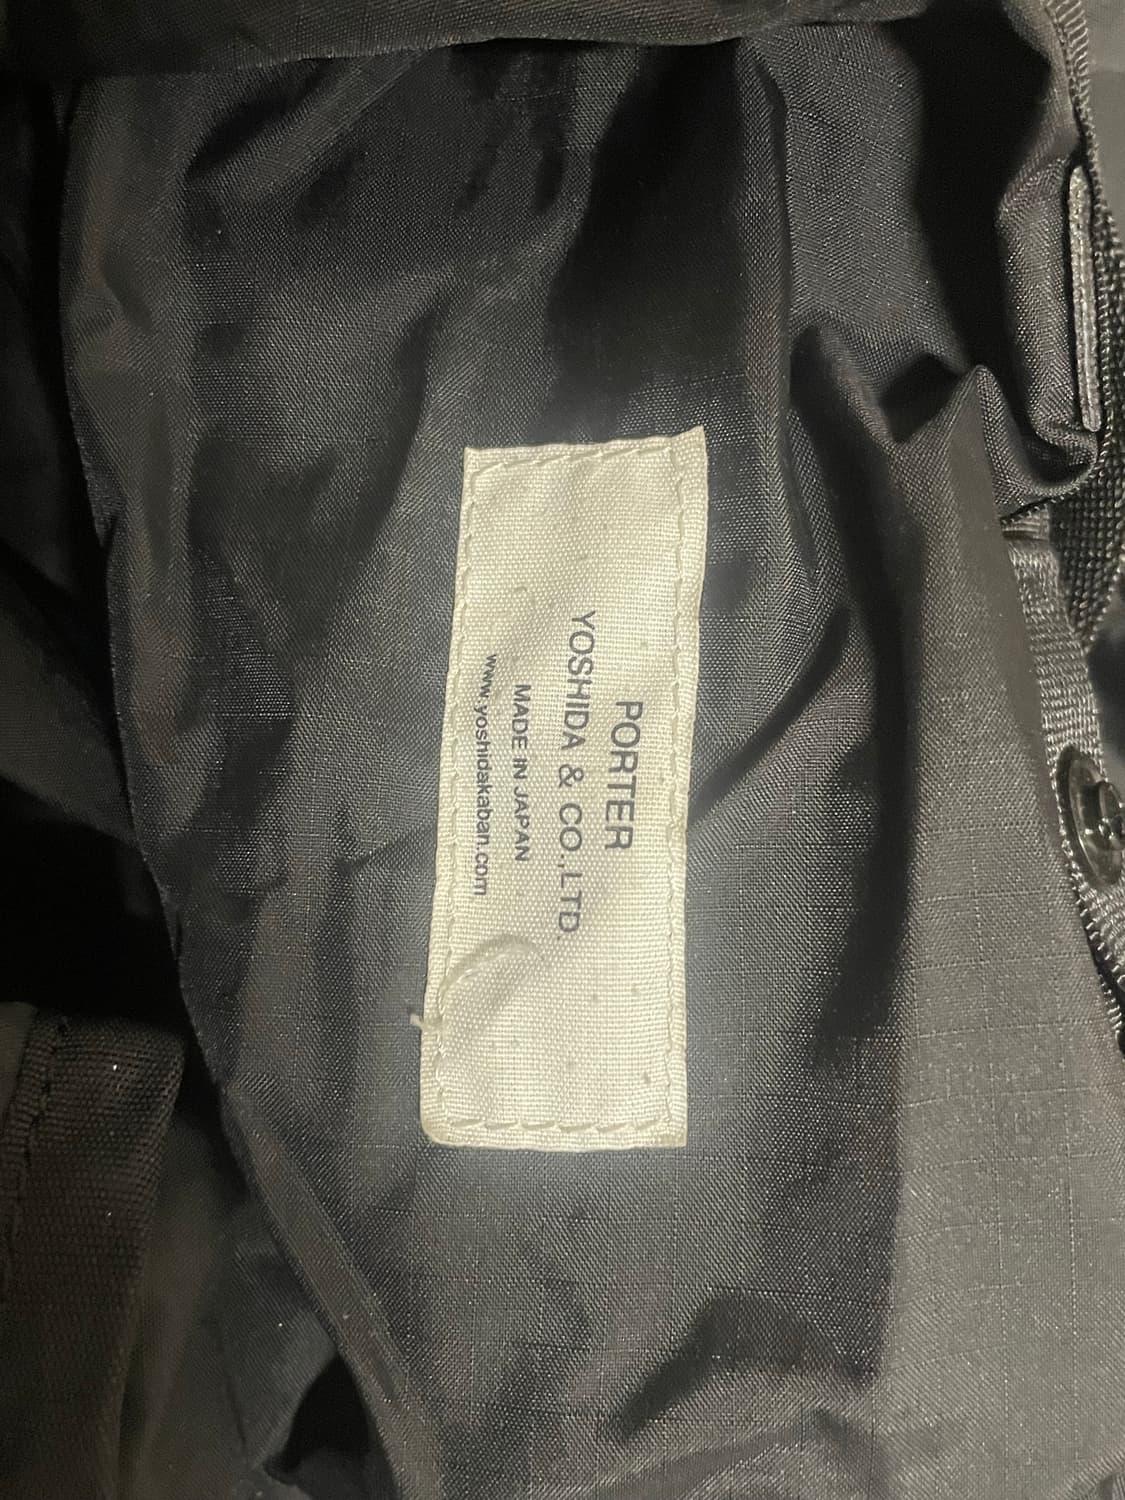 PORTER
YOSHIDA & CO.,LTD.
MADE IN JAPAN
www.yoshidakaban.com